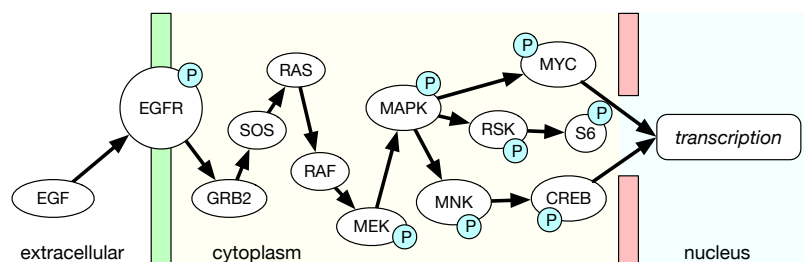 P
EGFR
RAS
SOS
GRB2
RAF
MEK
P
MAPK
P
MYC
P
RSK
P
S6
P
MNK
P
CREB
P
transcription
EGF
extracellular
cytoplasm
nucleus